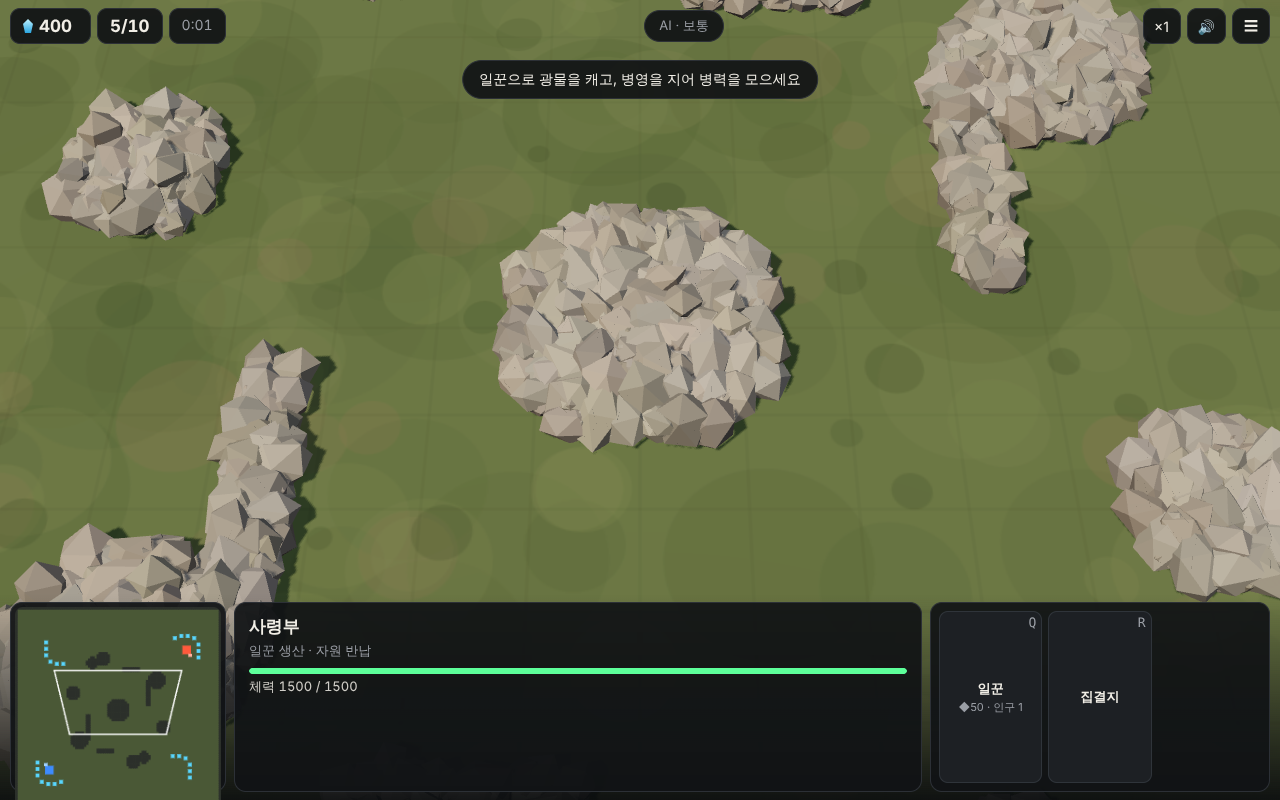 400
5/10
0:01
AI · 보통
×1
일꾼으로 광물을 캐고, 병영을 지어 병력을 모으세요
사령부
일꾼 생산 · 자원 반납
체력 1500 / 1500
Q
일꾼
◆50 · 인구 1
R
집결지